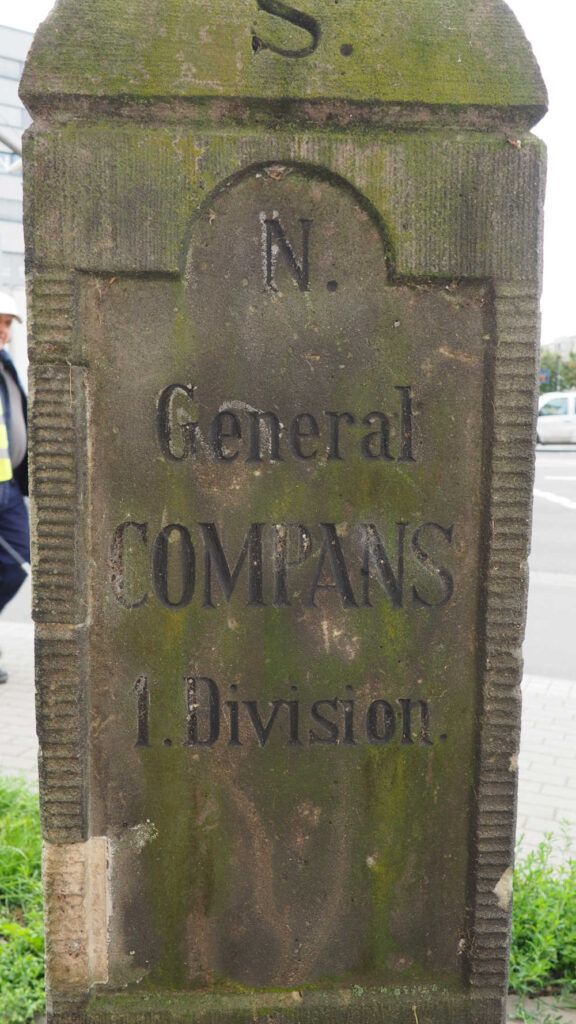 S.
N.
General
COMPANS
1. Division.